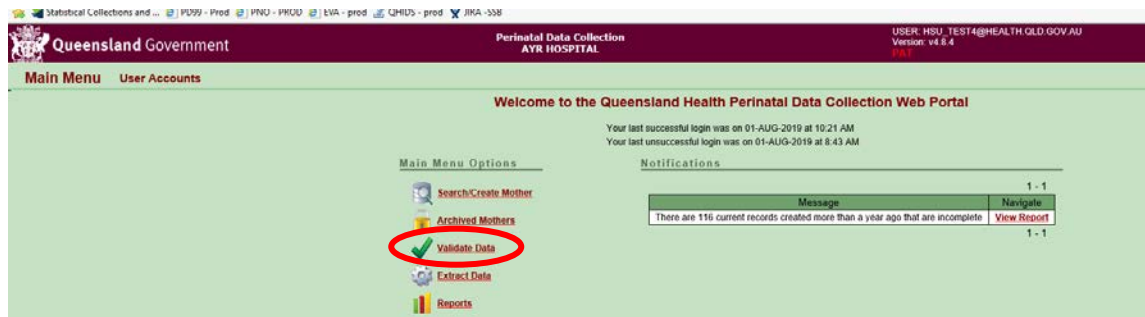 Statistical Collections and ... PD99 - Prod PNO - PROD EVA - prod QHIDS - prod JIRA -SSB
Queensland Government
Perinatal Data Collection
AYR HOSPITAL
USER: HSU_TEST4@HEALTH.QLD.GOV.AU
Version: v4.8.4
PAT
Main Menu User Accounts
Welcome to the Queensland Health Perinatal Data Collection Web Portal
Your last successful login was on 01-AUG-2019 at 10:21 AM
Your last unsuccessful login was on 01-AUG-2019 at 8:43 AM
Main Menu Options
Search/Create Mother
Archived Mothers
Validate Data
Extract Data
Reports
Notifications
1 - 1
Message Navigate
There are 116 current records created more than a year ago that are incomplete View Report
1 - 1